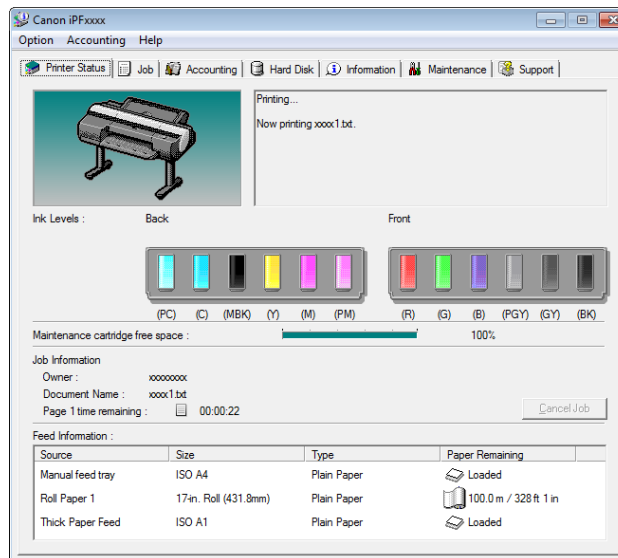 Canon iPFxxxx
Option Accounting Help
Printer Status Job Accounting Hard Disk Information Maintenance Support
Printing...
Now printing xxxx1.txt.
Ink Levels : Back Front
(PC) (C) (MBK) (Y) (M) (PM) (R) (G) (B) (PGY) (GY) (BK)
Maintenance cartridge free space : 100%
Job Information
Owner : xxxxxxxx
Document Name : xxxx1.txt
Page 1 time remaining : 00:00:22
Cancel Job
Feed Information :
Source Size Type Paper Remaining
Manual feed tray ISO A4 Plain Paper Loaded
Roll Paper 1 17-in. Roll (431.8mm) Plain Paper 100.0 m / 328 ft 1 in
Thick Paper Feed ISO A1 Plain Paper Loaded